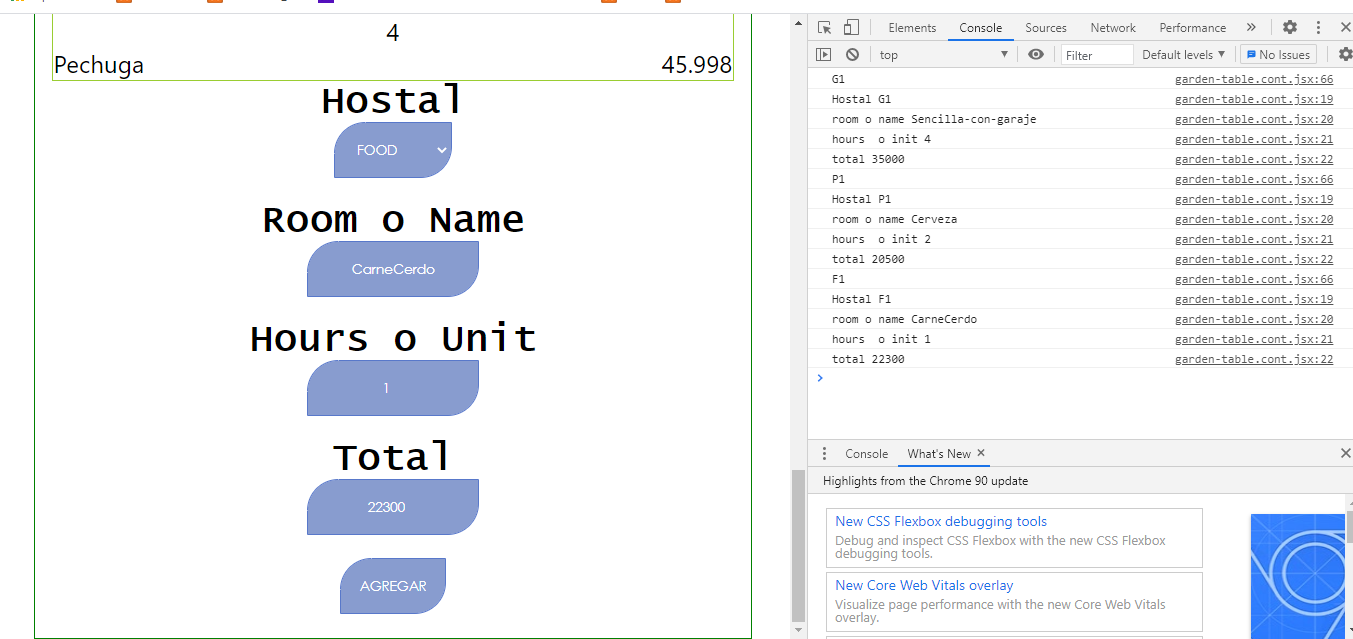 4
Pechuga 45.998
Hostal
FOOD
Room o Name
CarneCerdo
Hours o Unit
1
Total
22300
AGREGAR
Elements Console Sources Network Performance
top Filter Default levels No Issues
G1 garden-table.cont.jsx:66
Hostal G1 garden-table.cont.jsx:19
room o name Sencilla-con-garaje garden-table.cont.jsx:20
hours o init 4 garden-table.cont.jsx:21
total 35000 garden-table.cont.jsx:22
P1 garden-table.cont.jsx:66
Hostal P1 garden-table.cont.jsx:19
room o name Cerveza garden-table.cont.jsx:20
hours o init 2 garden-table.cont.jsx:21
total 20500 garden-table.cont.jsx:22
F1 garden-table.cont.jsx:66
Hostal F1 garden-table.cont.jsx:19
room o name CarneCerdo garden-table.cont.jsx:20
hours o init 1 garden-table.cont.jsx:21
total 22300 garden-table.cont.jsx:22
Console What's New
Highlights from the Chrome 90 update
New CSS Flexbox debugging tools
Debug and inspect CSS Flexbox with the new CSS Flexbox
debugging tools.
New Core Web Vitals overlay
Visualize page performance with the new Core Web Vitals
overlay.